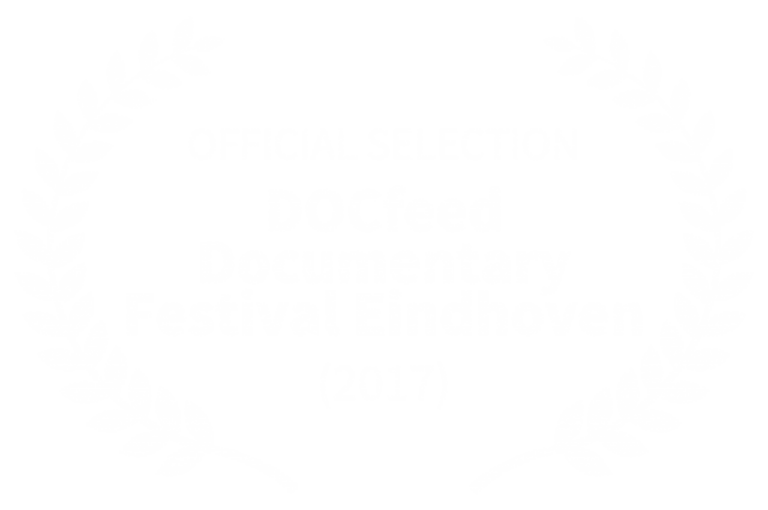 OFFICIAL SELECTION
DOCfeed
Documentary
Festival Eindhoven
(2017)